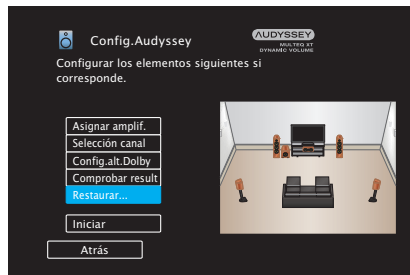 Config.Audyssey
AUDYSSEY
MULTEQ XT
DYNAMIC VOLUME
Configurar los elementos siguientes si
corresponde.
Asignar amplif.
Selección canal
Config.alt.Dolby
Comprobar result
Restaurar...
Iniciar
Atrás